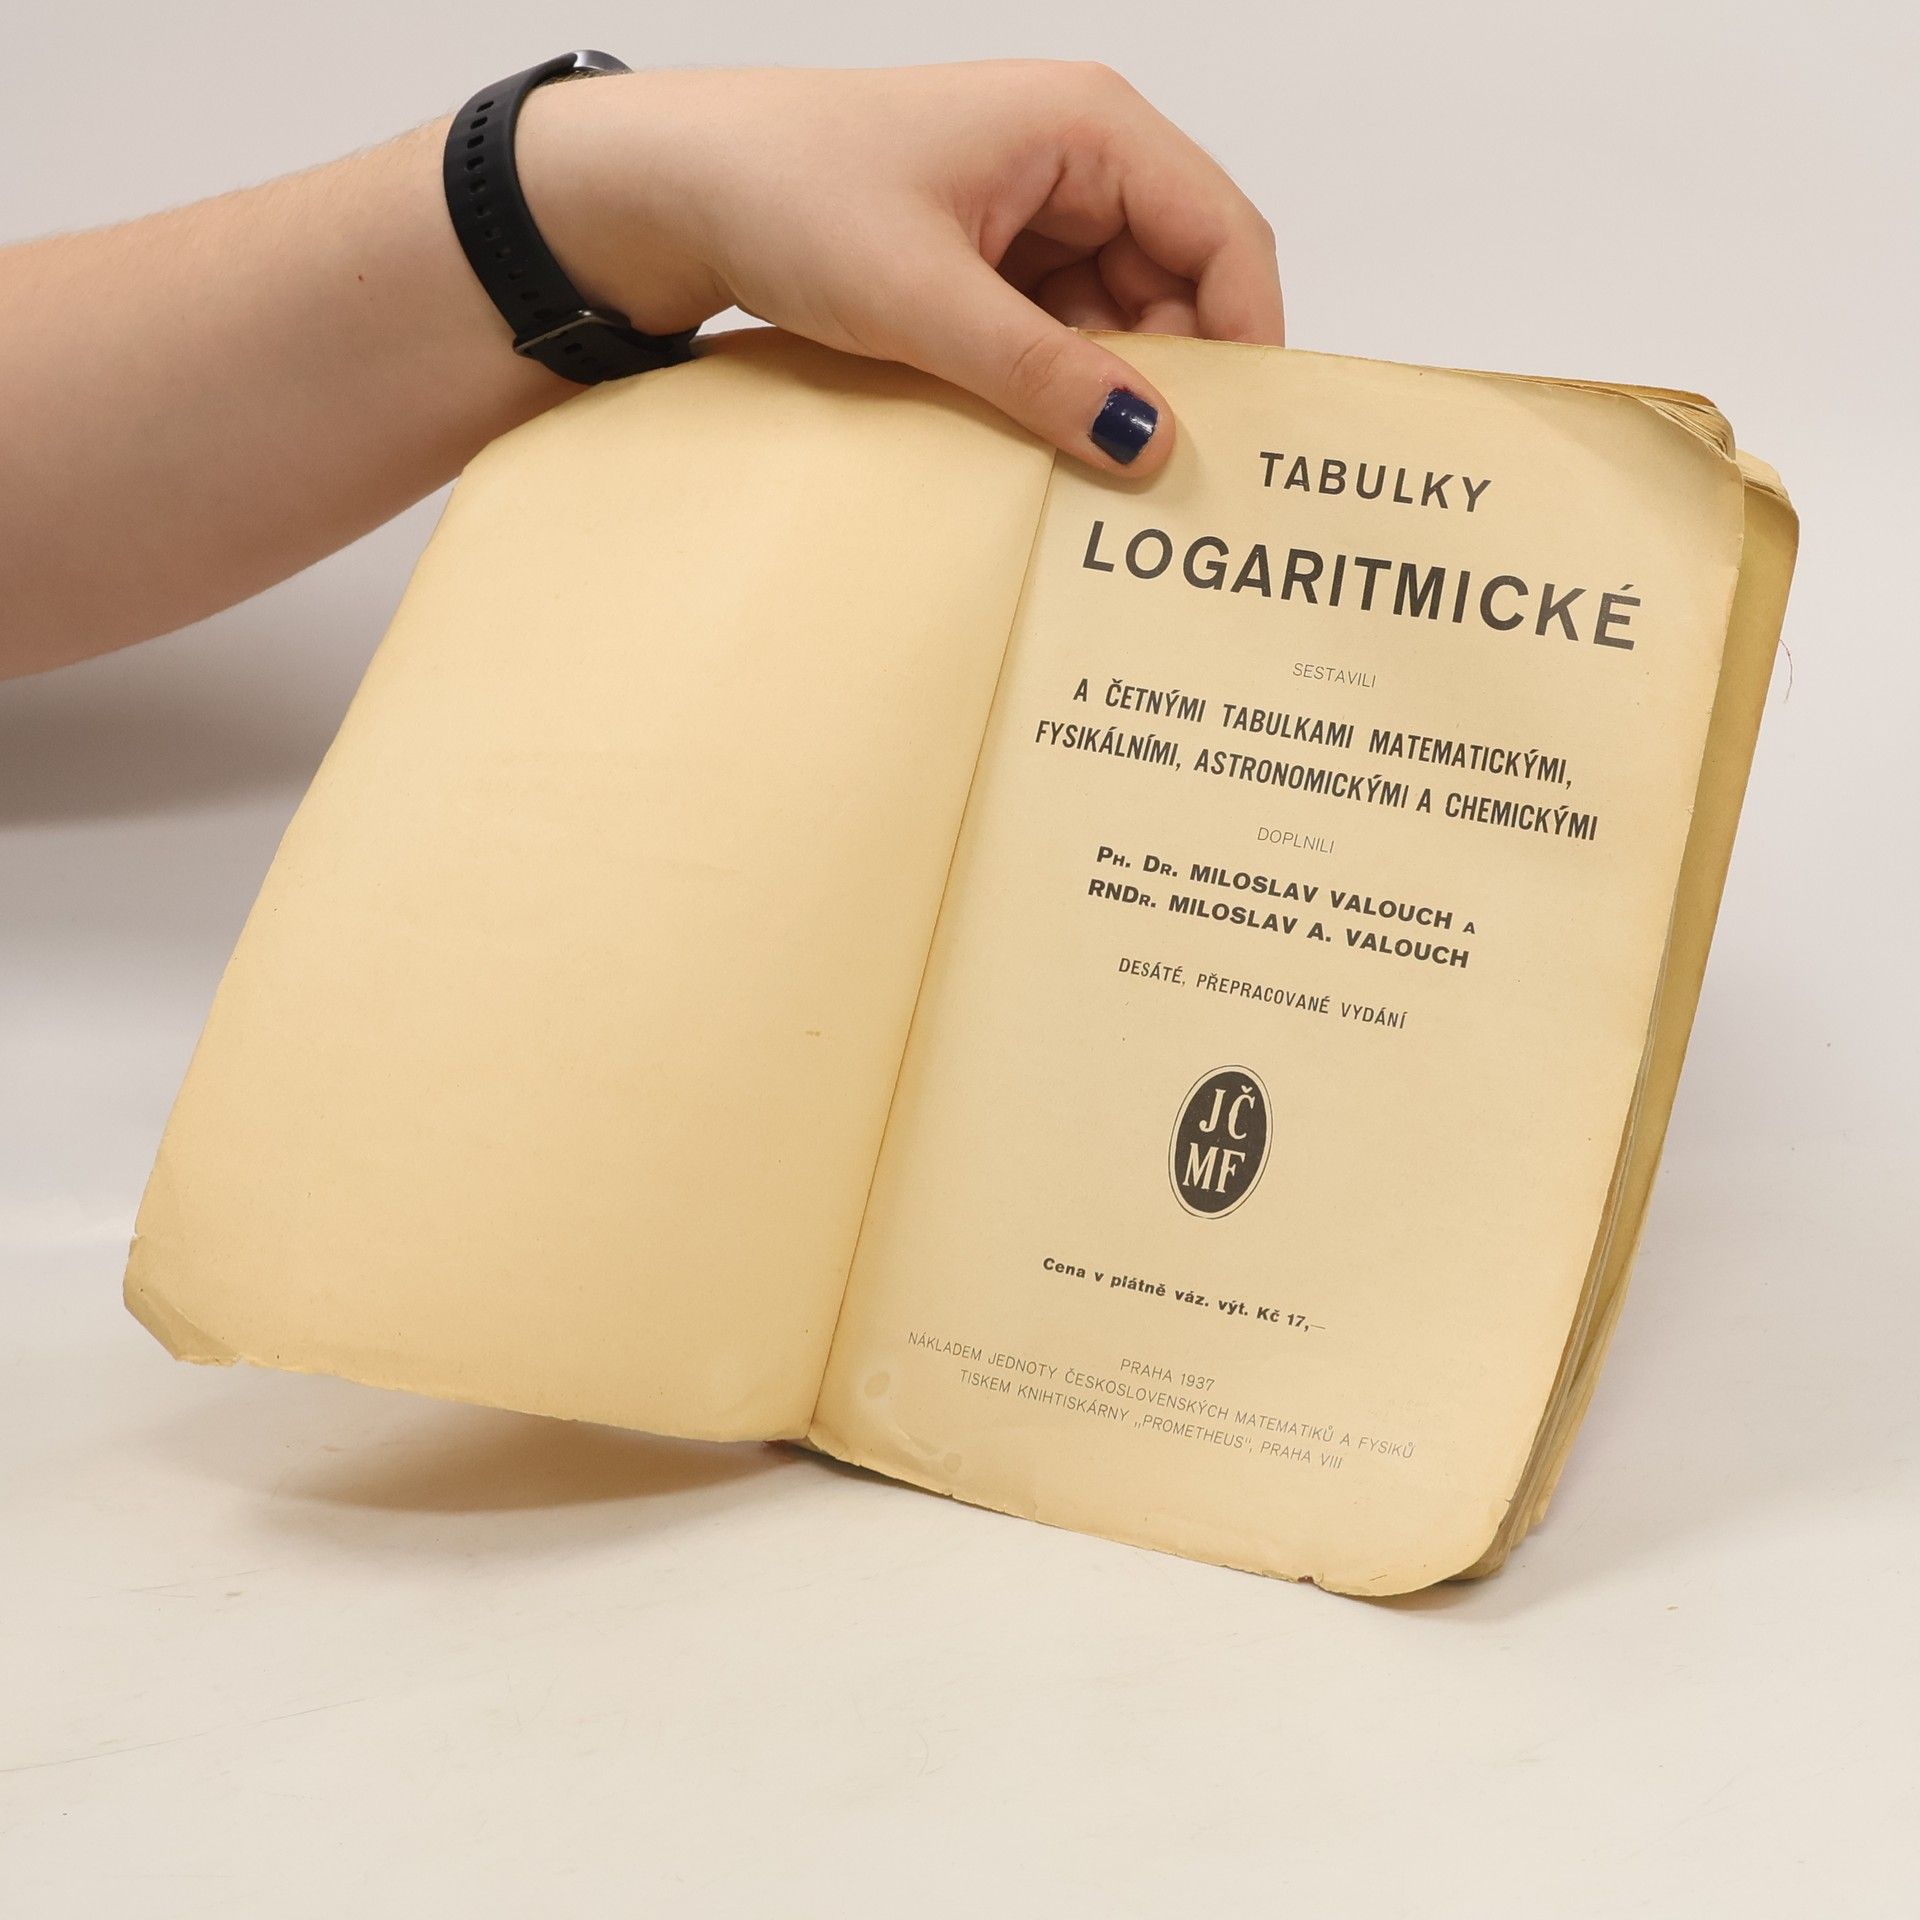 TABULKY
LOGARITMICKÉ
SESTAVILI
A ČETNÝMI TABULKAMI MATEMATICKÝMI,
FYSIKÁLNÍMI, ASTRONOMICKÝMI A CHEMICKÝMI
DOPLNILI
PH. DR. MILOSLAV VALOUCH A
RNDR. MILOSLAV A. VALOUCH
DESÁTÉ, PŘEPRACOVANÉ VYDÁNÍ
JČ
MF
Cena v plátně váz. výt. Kč 17,—
PRAHA 1937
NÁKLADEM JEDNOTY ČESKOSLOVENSKÝCH MATEMATIKŮ A FYSIKŮ
TISKEM KNIHTISKÁRNY „PROMETHEUS“, PRAHA VIII